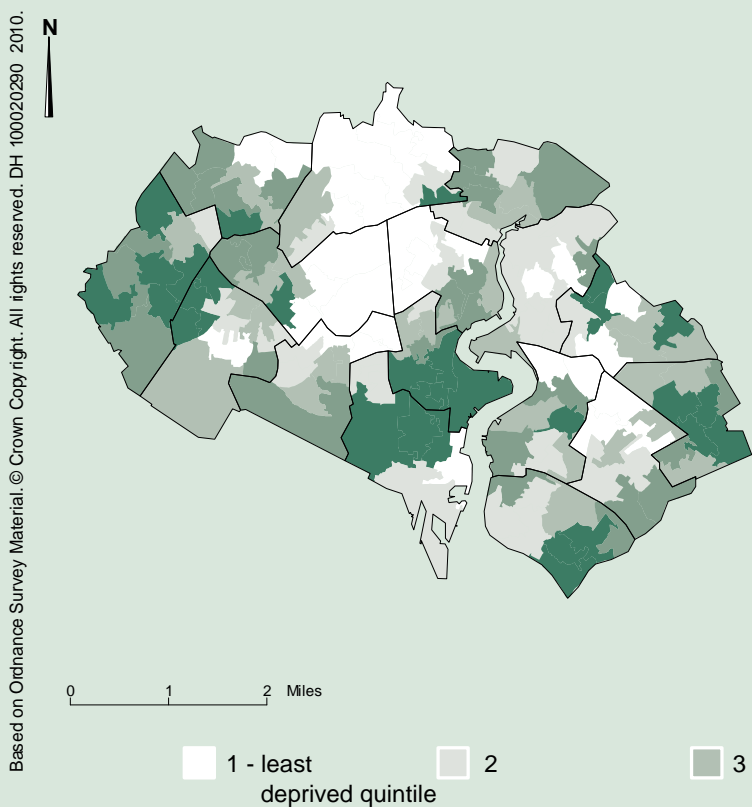 Based on Ordnance Survey Material. © Crown Copyright. All rights reserved. DH 100020290 2010.
N
0 1 2 Miles
1 - least
deprived quintile
2
3